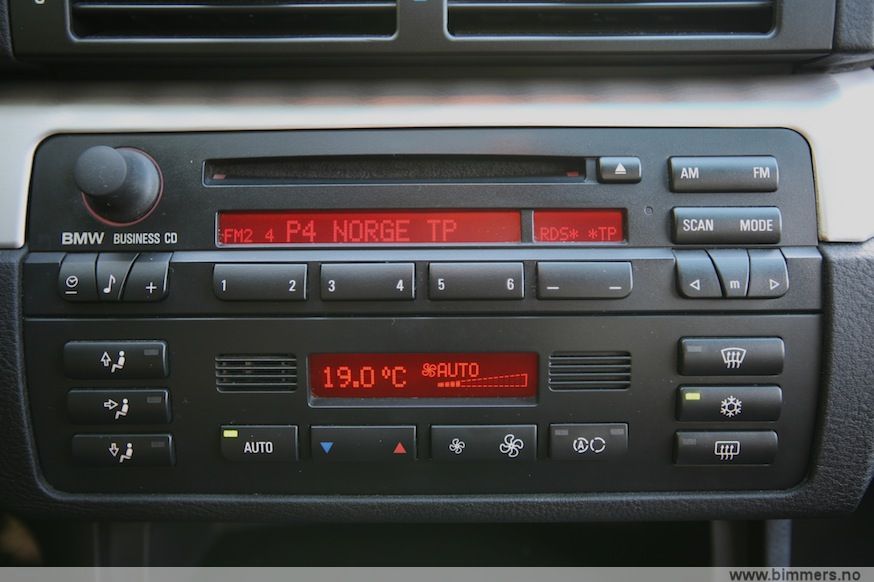 AM FM
BMW BUSINESS CD
FM2 4 P4 NORGE TP RDS* *TP
SCAN MODE
1 2 3 4 5 6 — — m
+
19.0 °C AUTO
AUTO
A
www.bimmers.no